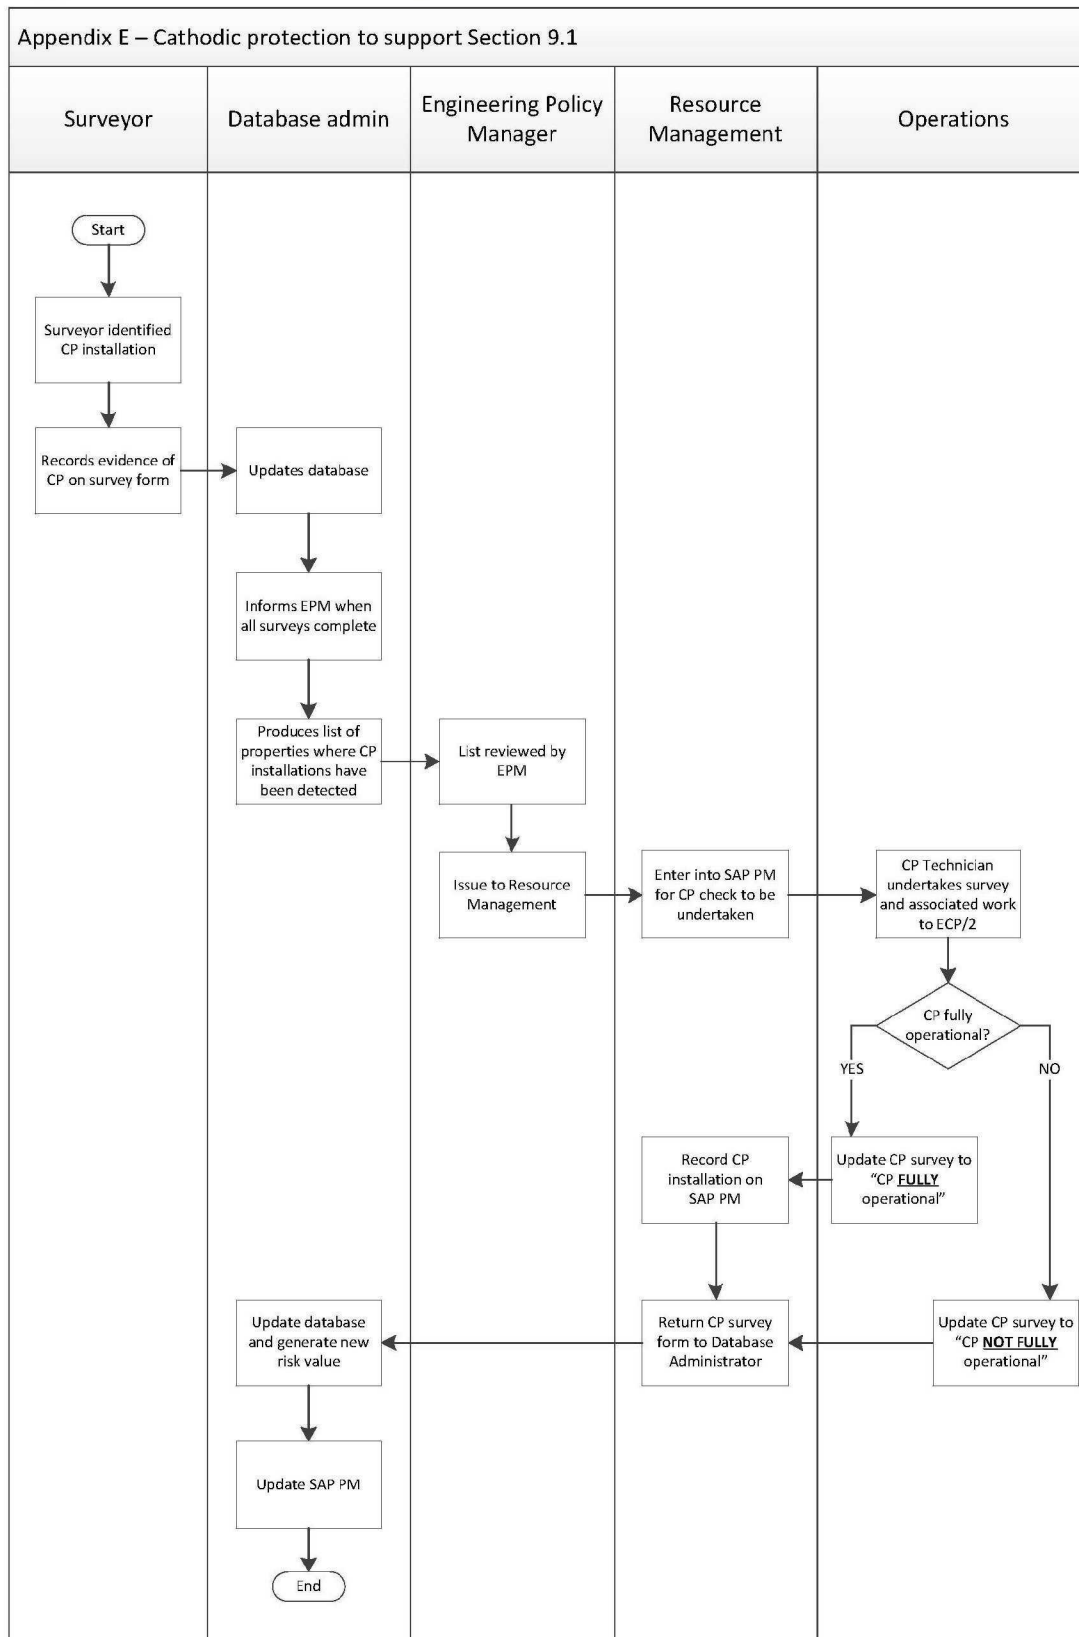 Appendix E – Cathodic protection to support Section 9.1
Surveyor
Database admin
Engineering Policy
Manager
Resource
Management
Operations
Start
Surveyor identified
CP installation
Records evidence of
CP on survey form
Updates database
Informs EPM when
all surveys complete
Produces list of
properties where CP
installations have
been detected
List reviewed by
EPM
Issue to Resource
Management
Enter into SAP PM
for CP check to be
undertaken
CP Technician
undertakes survey
and associated work
to ECP/2
CP fully
operational?
YES
NO
Update CP survey to
“CP FULLY
operational”
Record CP
installation on
SAP PM
Update CP survey to
“CP NOT FULLY
operational”
Return CP survey
form to Database
Administrator
Update database
and generate new
risk value
Update SAP PM
End